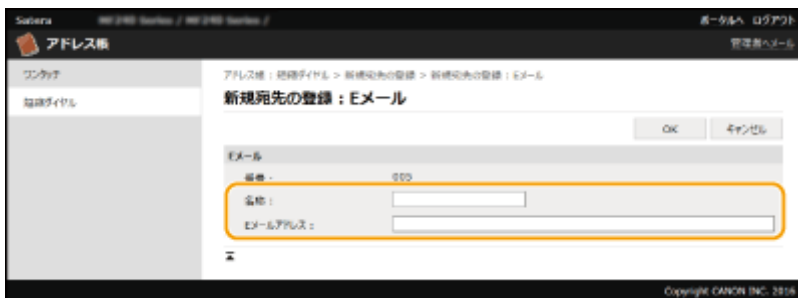 Satera MF240 Series / MF240 Series / ポータルへ ログアウト
アドレス帳 管理者へメール
ワンタッチ
短縮ダイヤル
アドレス帳 : 短縮ダイヤル > 新規宛先の登録 > 新規宛先の登録 : Eメール
新規宛先の登録 : Eメール
OK キャンセル
Eメール
番号 : 005
名称 :
Eメールアドレス :
Copyright CANON INC. 2016